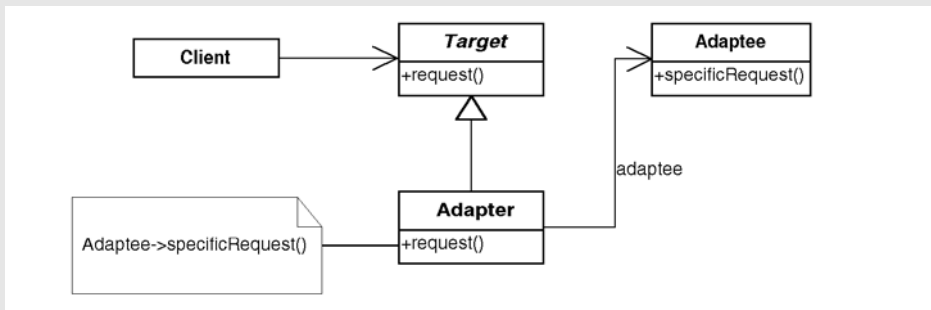 Client
Target
+request()
Adaptee
+specificRequest()
adaptee
Adapter
+request()
Adaptee->specificRequest()